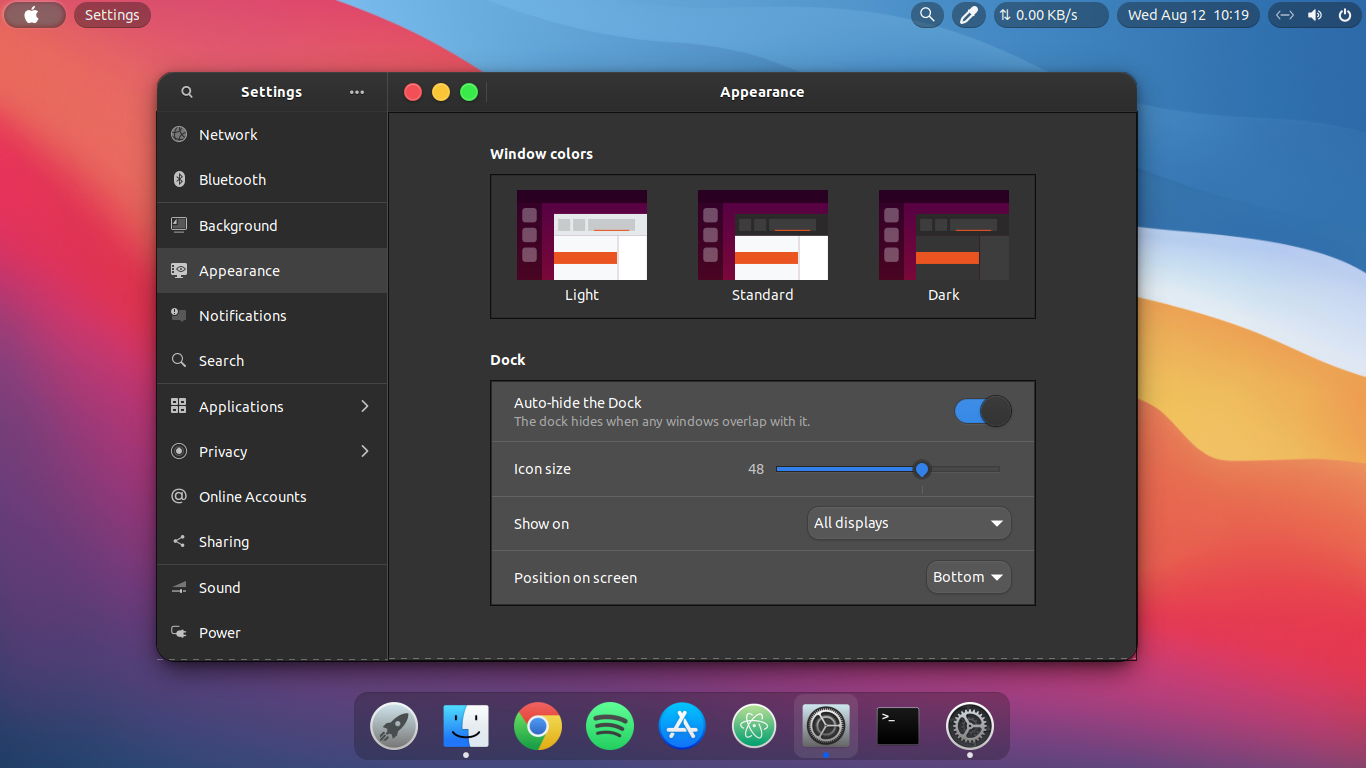 Settings
0.00 KB/s
Wed Aug 12 10:19
Settings
Appearance
Network
Bluetooth
Background
Appearance
Notifications
Search
Applications
Privacy
Online Accounts
Sharing
Sound
Power
Window colors
Light
Standard
Dark
Dock
Auto-hide the Dock
The dock hides when any windows overlap with it.
Icon size
48
Show on
All displays
Position on screen
Bottom
>_